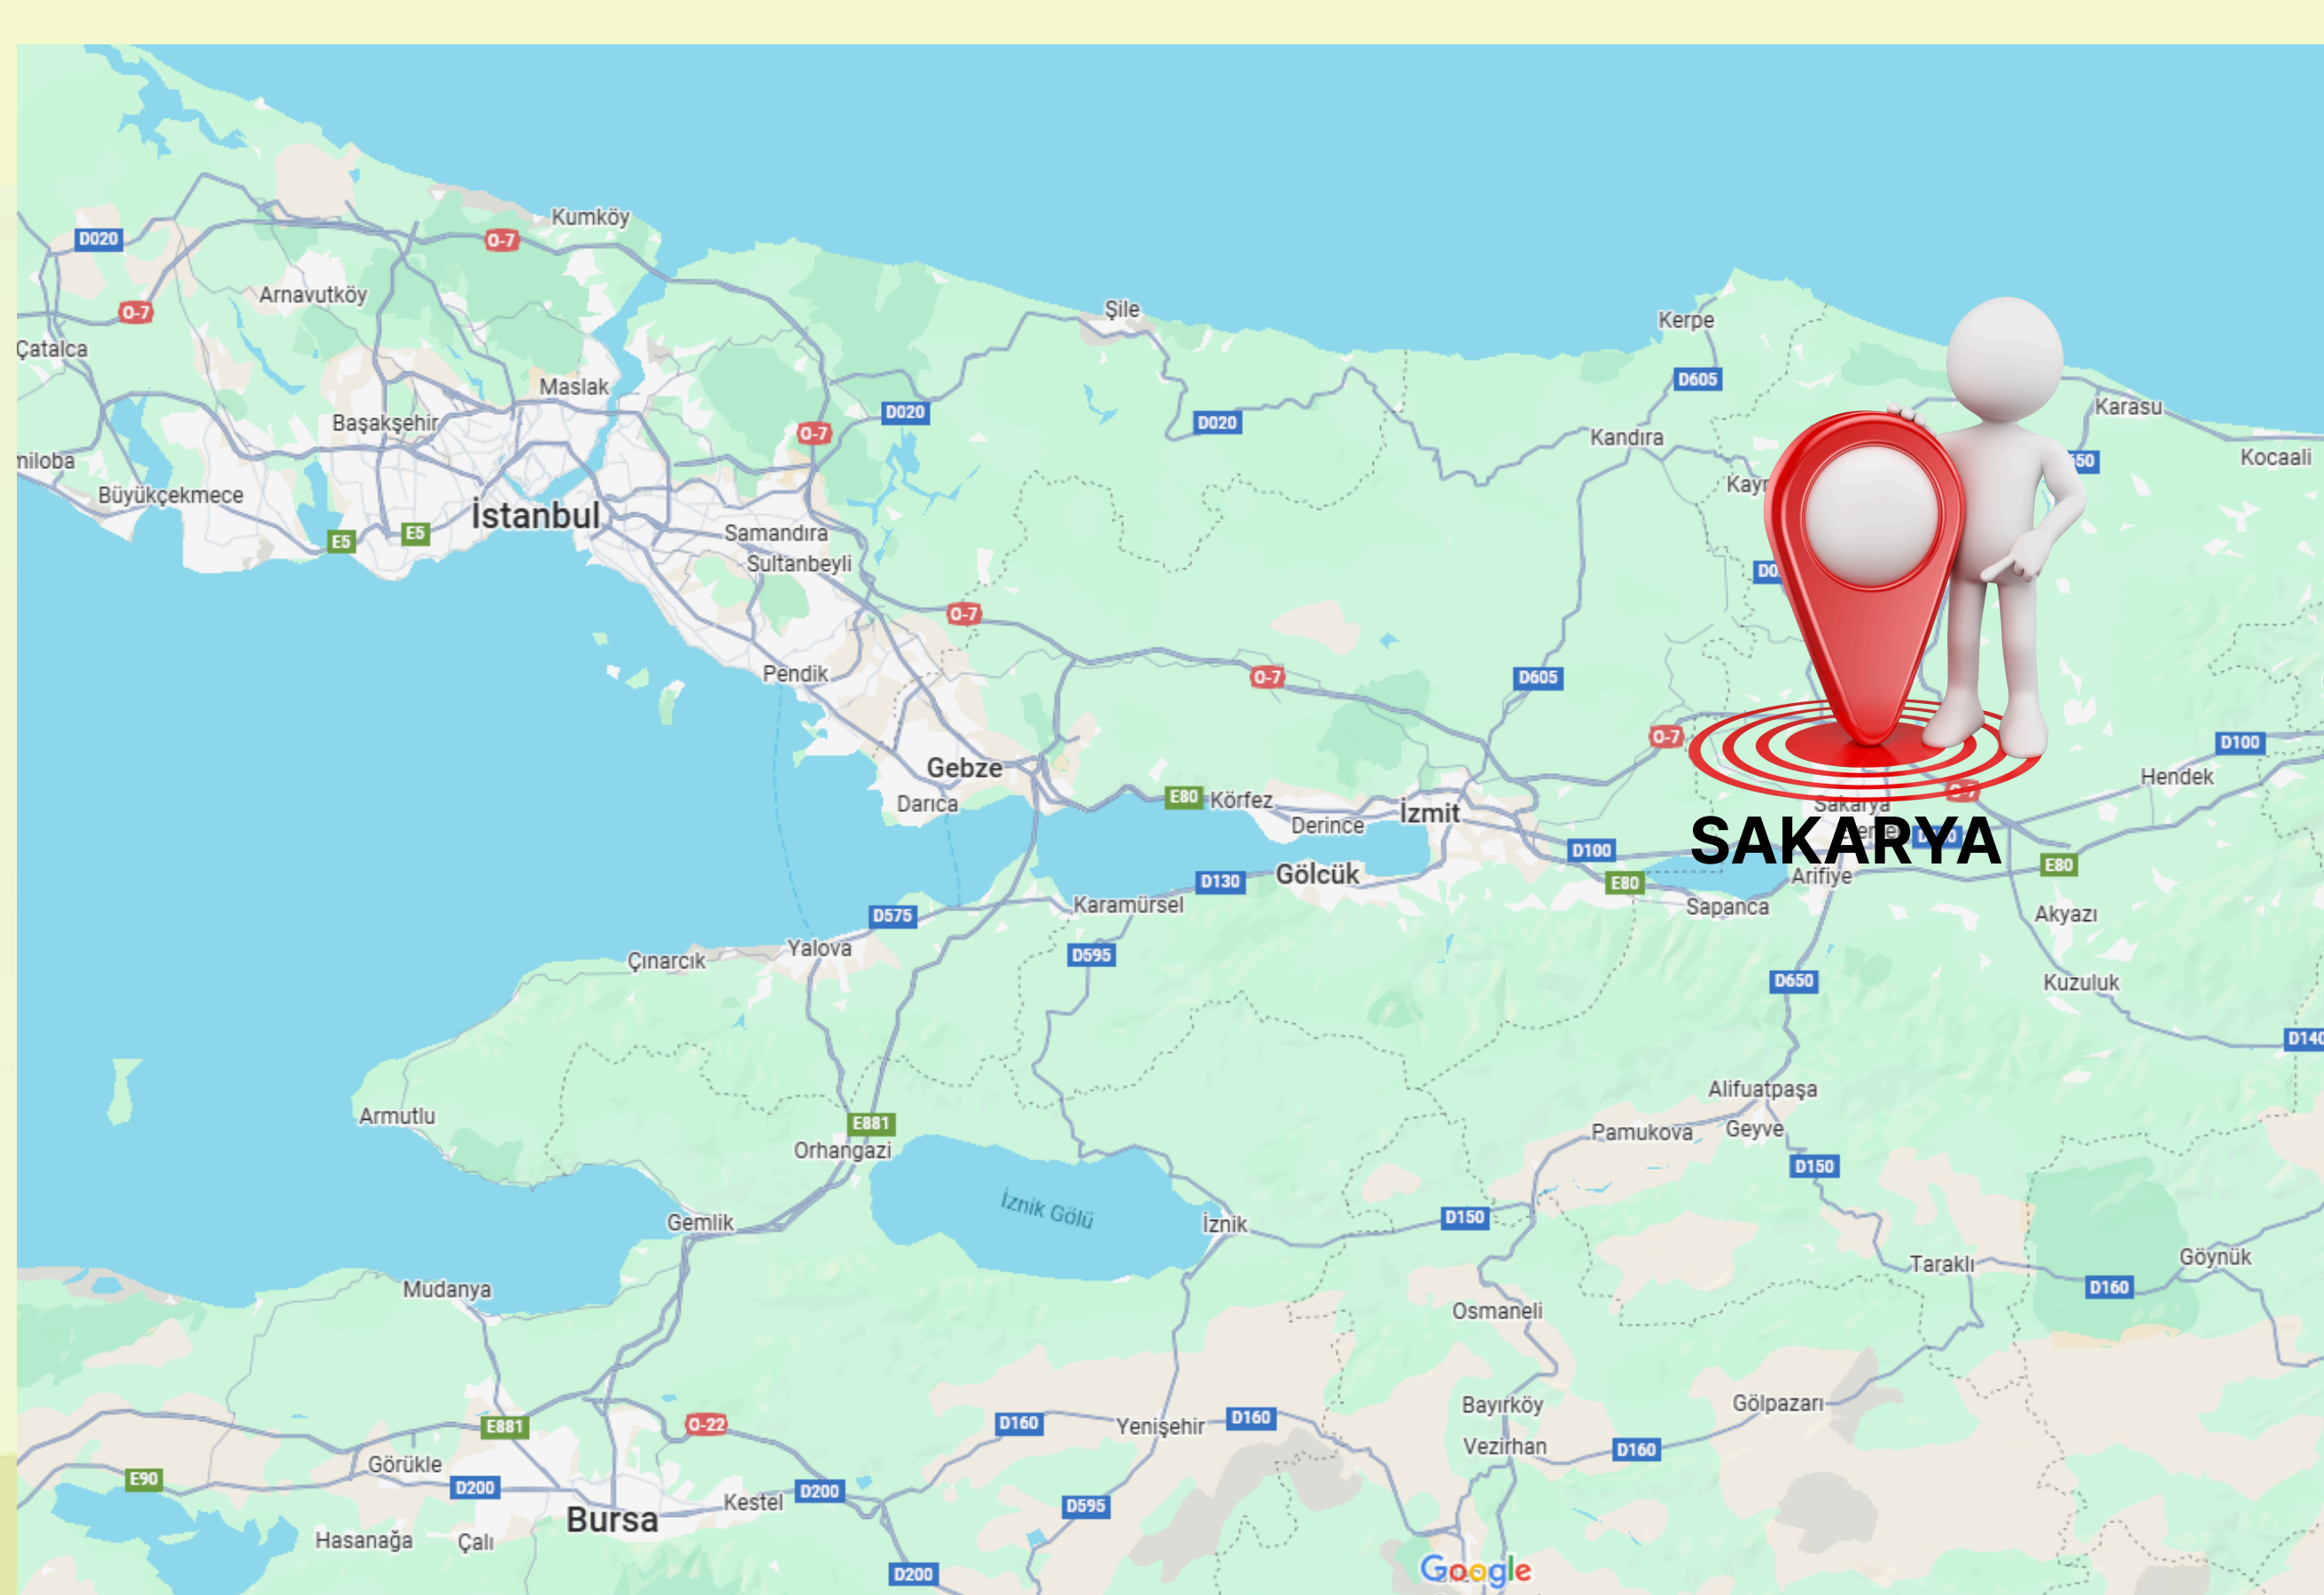 Kumköy
D020
O-7
Arnavutköy
Şile
O-7
Kerpe
Çatalca
D605
Maslak
Karasu
D020
D020
Başakşehir
O-7
Kandıra
Kocaali
Büyükçekmece
İstanbul
E5
E5
Samandıra
Sultanbeyli
O-7
Pendik
O-7
D605
O-7
D100
Gebze
Hendek
Darıca
E80
Körfez
Derince
İzmit
Sakarya
SAKARYA
D100
E80
Gölcük
D130
E80
Arifiye
Karamürsel
Sapanca
D575
Akyazı
Yalova
D595
Çınarcık
D650
Kuzuluk
Alifuatpaşa
Armutlu
E881
Pamukova
Geyve
Orhangazi
D150
İznik Gölü
Gemlik
İznik
D150
Göynük
Taraklı
Mudanya
D160
Osmaneli
Bayırköy
Gölpazarı
E881
O-22
D160
Yenişehir
D160
Vezirhan
D160
Görükle
E90
D200
D200
Kestel
D595
Bursa
Hasanağa
Çalı
D200
Google